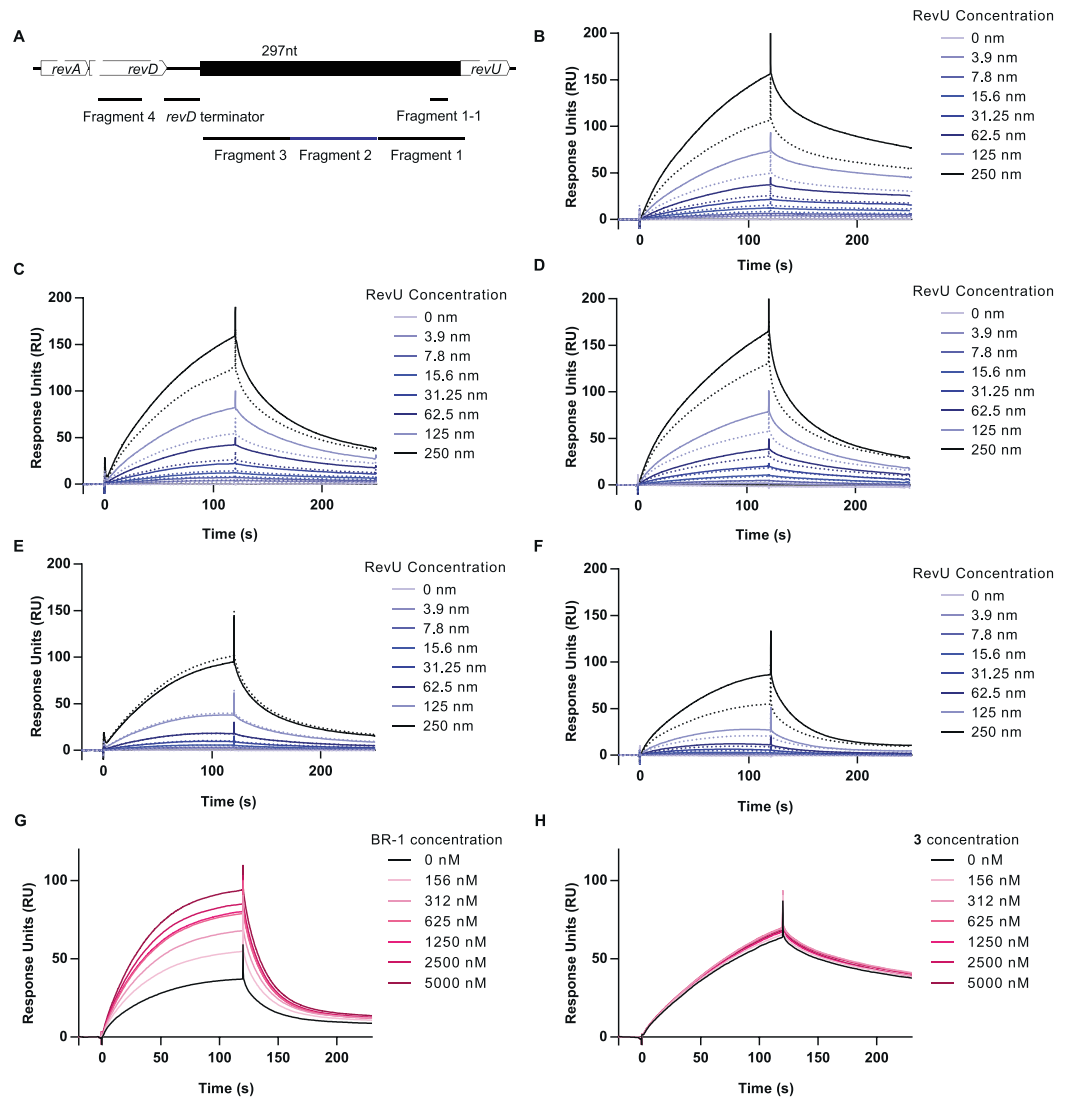 A
297nt
revA
revD
revU
Fragment 4
revD terminator
Fragment 1-1
Fragment 3
Fragment 2
Fragment 1
B
RevU Concentration
0 nm
3.9 nm
7.8 nm
15.6 nm
31.25 nm
62.5 nm
125 nm
250 nm
Response Units (RU)
200
150
100
50
0
0
100
200
Time (s)
C
RevU Concentration
0 nm
3.9 nm
7.8 nm
15.6 nm
31.25 nm
62.5 nm
125 nm
250 nm
Response Units (RU)
200
150
100
50
0
0
100
200
Time (s)
D
RevU Concentration
0 nm
3.9 nm
7.8 nm
15.6 nm
31.25 nm
62.5 nm
125 nm
250 nm
Response Units (RU)
200
150
100
50
0
0
100
200
Time (s)
E
RevU Concentration
0 nm
3.9 nm
7.8 nm
15.6 nm
31.25 nm
62.5 nm
125 nm
250 nm
Response Units (RU)
200
150
100
50
0
0
100
200
Time (s)
F
RevU Concentration
0 nm
3.9 nm
7.8 nm
15.6 nm
31.25 nm
62.5 nm
125 nm
250 nm
Response Units (RU)
200
150
100
50
0
0
100
200
Time (s)
G
BR-1 concentration
0 nM
156 nM
312 nM
625 nM
1250 nM
2500 nM
5000 nM
Response Units (RU)
100
50
0
0
50
100
150
200
Time (s)
H
3 concentration
0 nM
156 nM
312 nM
625 nM
1250 nM
2500 nM
5000 nM
Response Units (RU)
100
50
0
0
50
100
150
200
Time (s)